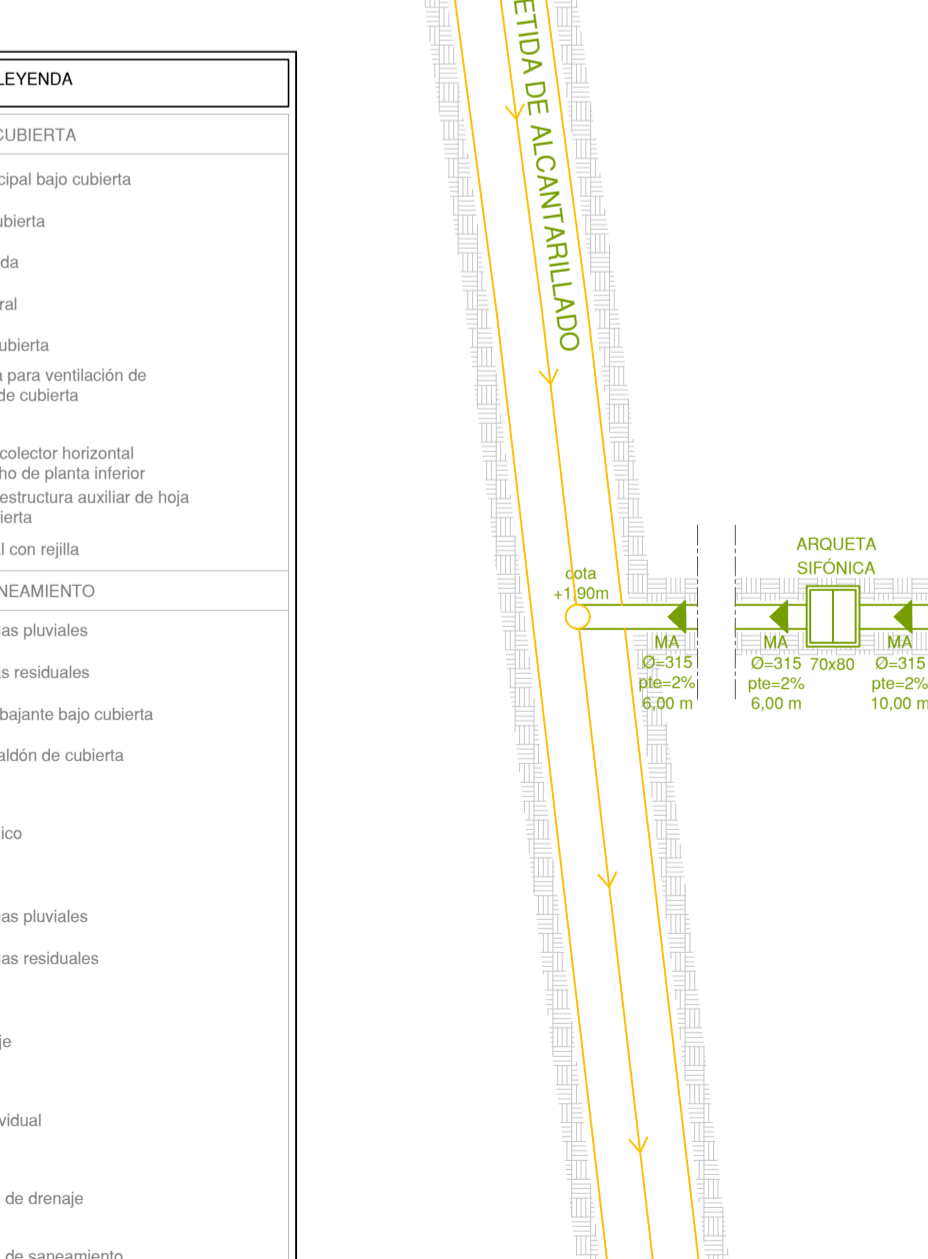 LEYENDA
CUBIERTA
cipal bajo cubierta
ubierta
da
ral
ubierta
a para ventilación de
de cubierta
colector horizontal
ho de planta inferior
estructura auxiliar de hoja
ierta
l con rejilla
NEAMIENTO
as pluviales
s residuales
bajante bajo cubierta
aldón de cubierta
ico
as pluviales
as residuales
je
vidual
de drenaje
de saneamiento
ETIDA DE ALCANTARILLADO
cota
+1,90m
MA
Ø=315
pte=2%
6,00 m
MA
Ø=315
pte=2%
6,00 m
ARQUETA
SIFÓNICA
70x80
MA
Ø=315
pte=2%
10,00 m